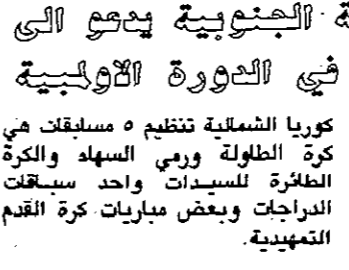 ة الجنوبية يدعو الى
في الدورة الاولمبية
كوريا الشمالية تنظيم ٥ مسابقات هي
كرة الطاولة ورمي السهام والكرة
الطائرة للسيدات واحد سباقات
الدراجات وبعض مباريات كرة القدم
التمهيدية.